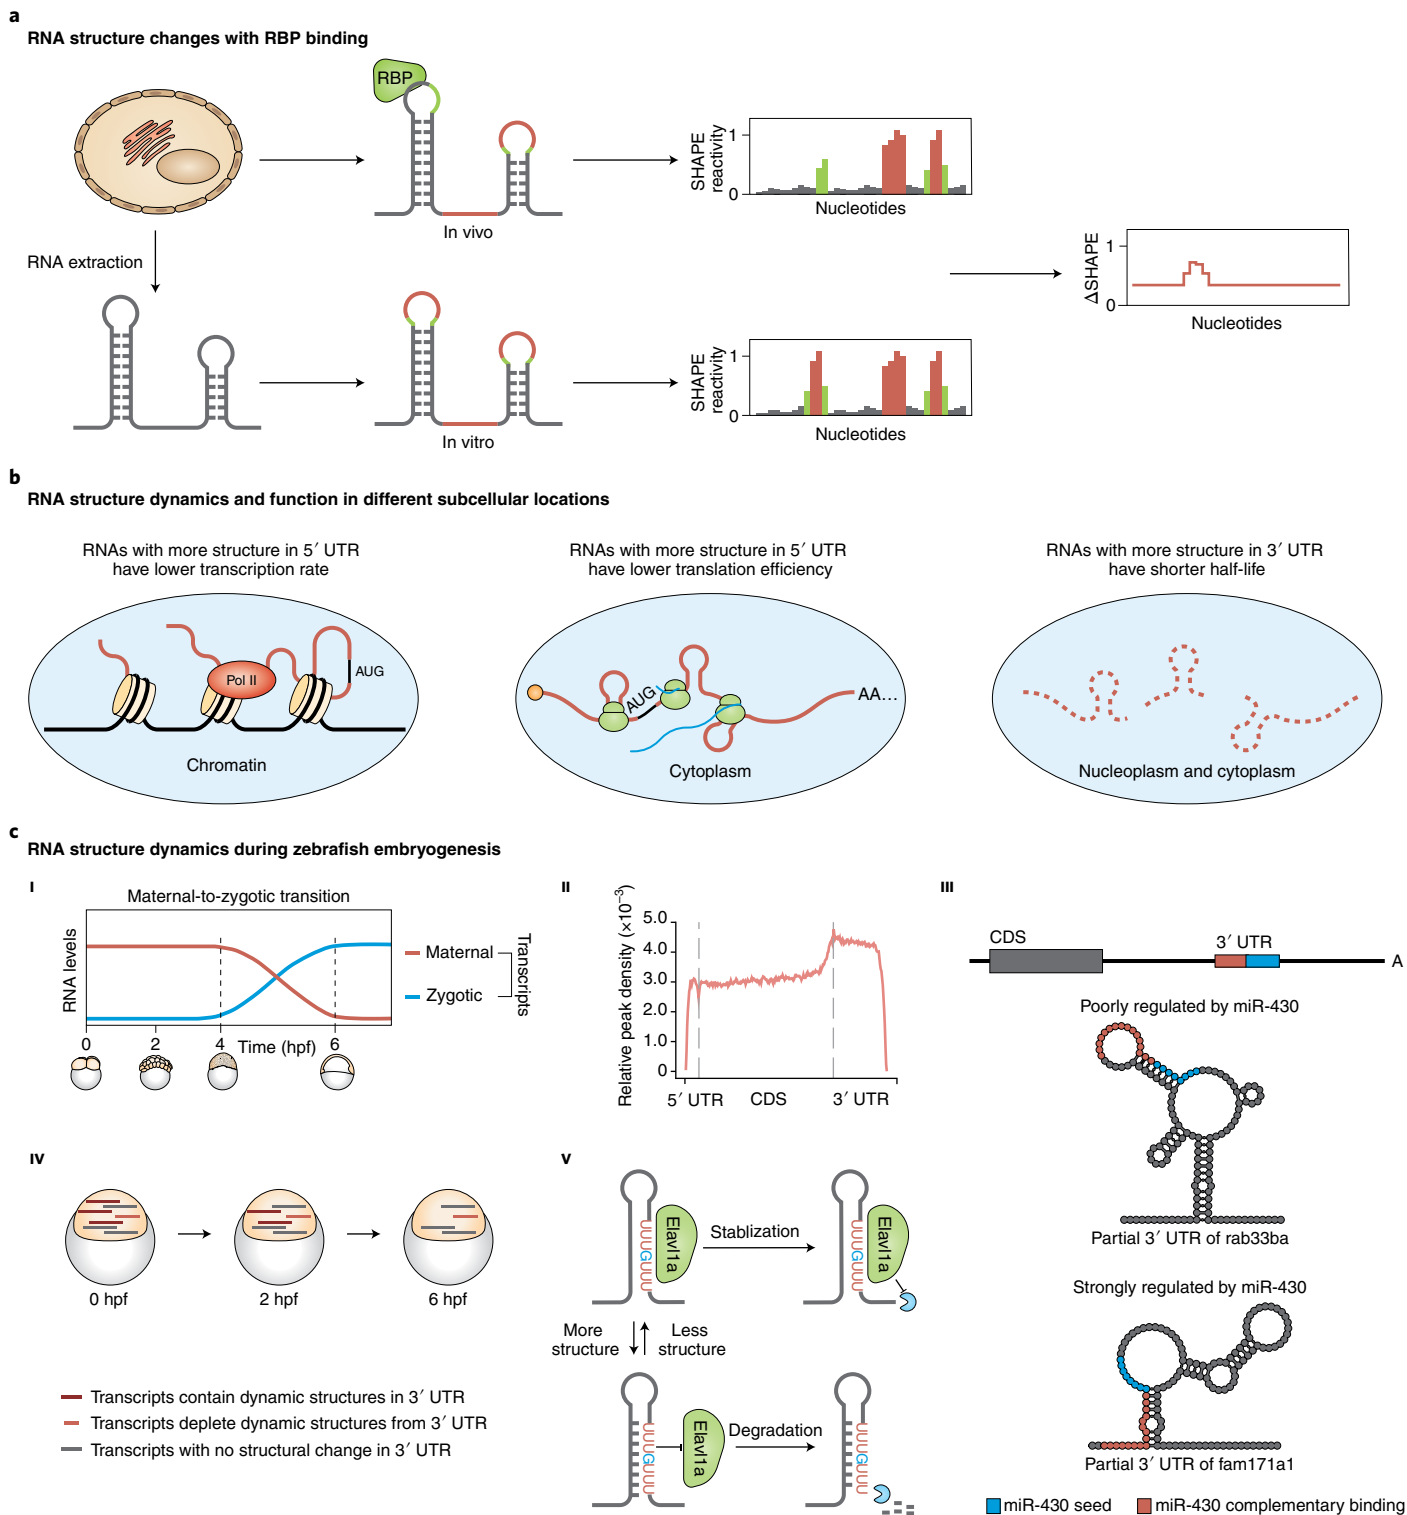 a
RNA structure changes with RBP binding
RBP
In vivo
SHAPE
reactivity
1
0
Nucleotides
RNA extraction
In vitro
SHAPE
reactivity
1
0
Nucleotides
ΔSHAPE
1
0
Nucleotides
b
RNA structure dynamics and function in different subcellular locations
RNAs with more structure in 5′ UTR
have lower transcription rate
Pol II
AUG
Chromatin
RNAs with more structure in 5′ UTR
have lower translation efficiency
AUG
AA…
Cytoplasm
RNAs with more structure in 3′ UTR
have shorter half-life
Nucleoplasm and cytoplasm
c
RNA structure dynamics during zebrafish embryogenesis
I
Maternal-to-zygotic transition
RNA levels
Maternal
Zygotic
Transcripts
0 2 4 Time (hpf) 6
II
Relative peak density (×10⁻³)
5.0
4.0
3.0
2.0
1.0
0
5′ UTR CDS 3′ UTR
III
CDS
3′ UTR
A
Poorly regulated by miR-430
Partial 3′ UTR of rab33ba
Strongly regulated by miR-430
Partial 3′ UTR of fam171a1
miR-430 seed miR-430 complementary binding
IV
0 hpf 2 hpf 6 hpf
Transcripts contain dynamic structures in 3′ UTR
Transcripts deplete dynamic structures from 3′ UTR
Transcripts with no structural change in 3′ UTR
V
UUUGUUU
Elavl1a
Stablization
UUUGUUU
Elavl1a
More
structure
Less
structure
UUUGUUU
Elavl1a
Degradation
UUUGUUU